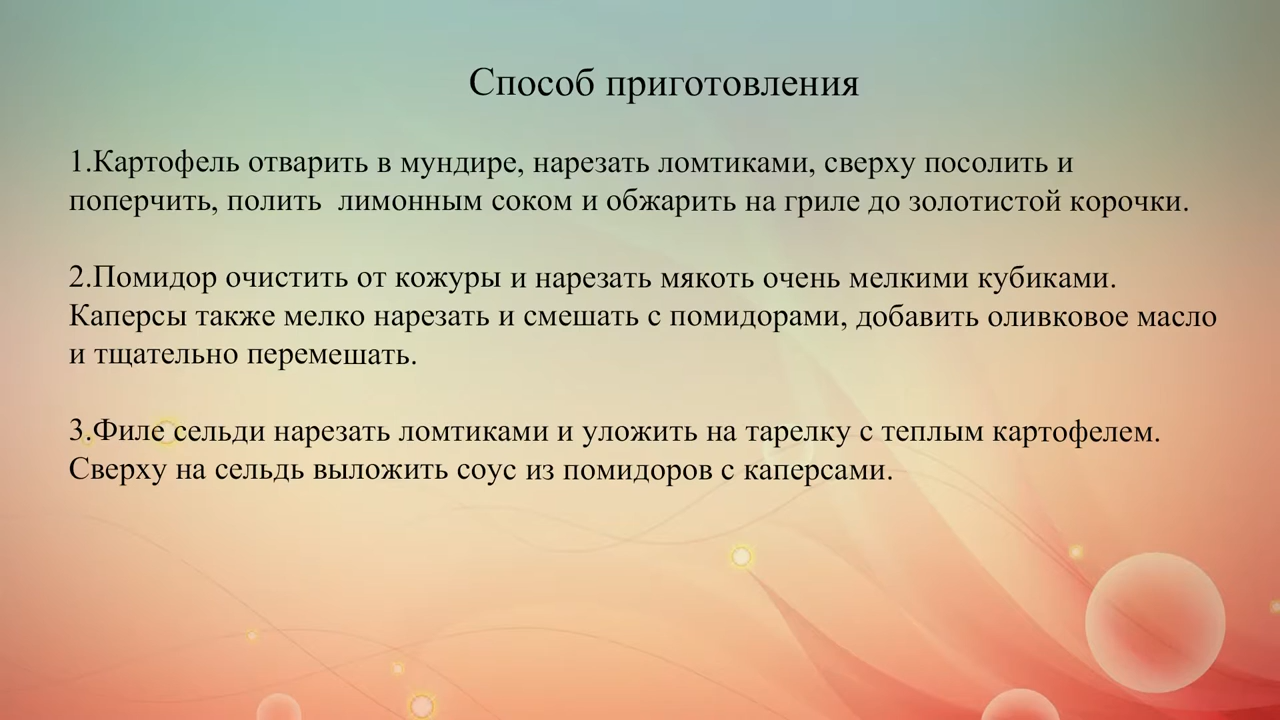 Способ приготовления
1.Картофель отварить в мундире, нарезать ломтиками, сверху посолить и
поперчить, полить  лимонным соком и обжарить на гриле до золотистой корочки.
2.Помидор очистить от кожуры и нарезать мякоть очень мелкими кубиками.
Каперсы также мелко нарезать и смешать с помидорами, добавить оливковое масло
и тщательно перемешать.
3.Филе сельди нарезать ломтиками и уложить на тарелку с теплым картофелем.
Сверху на сельдь выложить соус из помидоров с каперсами.